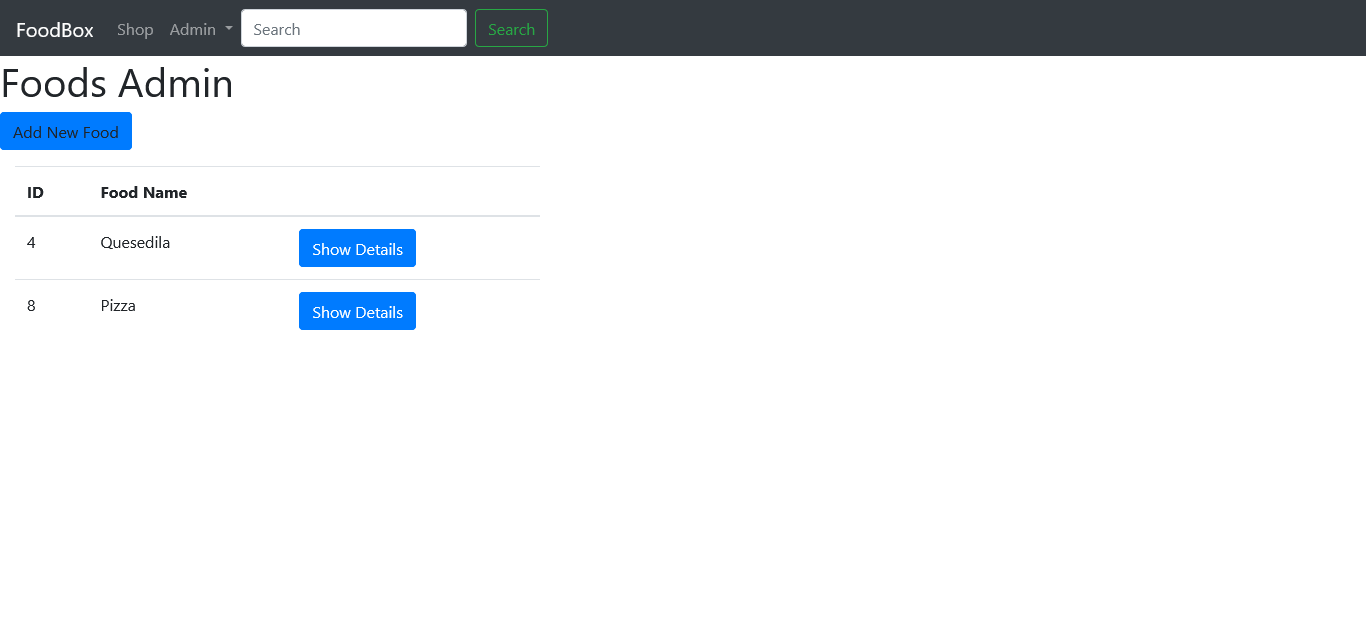 FoodBox Shop Admin Search Search
Foods Admin
Add New Food
ID Food Name
4 Quesedila Show Details
8 Pizza Show Details